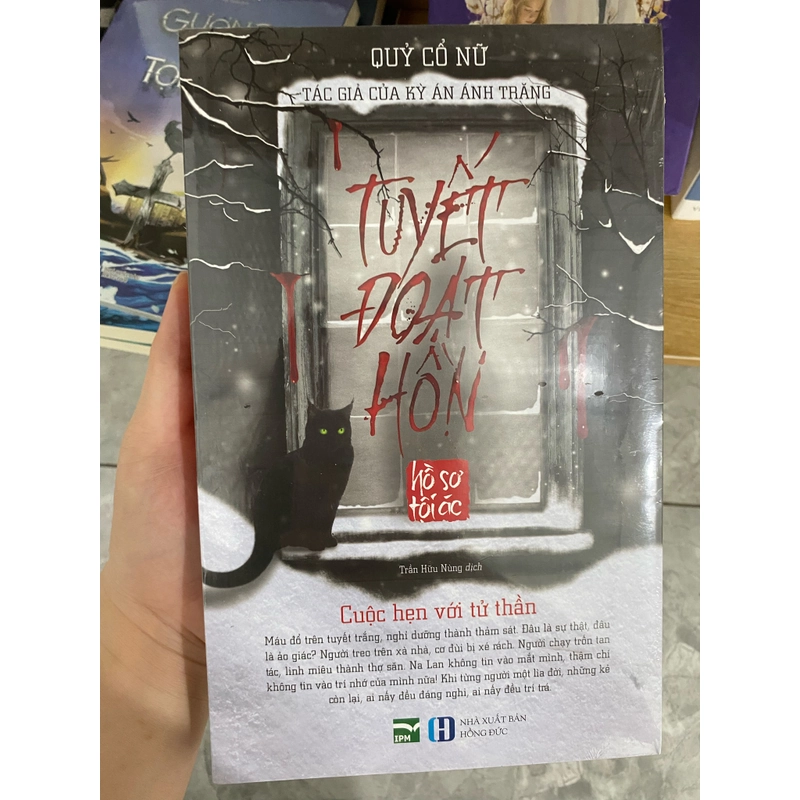 GƯƠNG
QUỶ CỔ NỮ
TÁC GIẢ CỦA KỲ ÁN ÁNH TRĂNG
TUYẾT
ĐOẠT
HỒN
hồ sơ
tội ác
Trần Hữu Nùng dịch
Cuộc hẹn với tử thần
Máu đổ trên tuyết trắng, nghỉ dưỡng thành thảm sát. Đâu là sự thật, đâu
là ảo giác? Người treo trên xà nhà, cơ đùi bị xé rách. Người chạy trốn tan
tác, linh miêu thành thợ săn. Na Lan không tin vào mắt mình, thậm chí
không tin vào trí nhớ của mình nữa! Khi từng người một lìa đời, những kẻ
còn lại, ai nấy đều đáng nghi, ai nấy đều trí trá.
IPM
NHÀ XUẤT BẢN
HỒNG ĐỨC